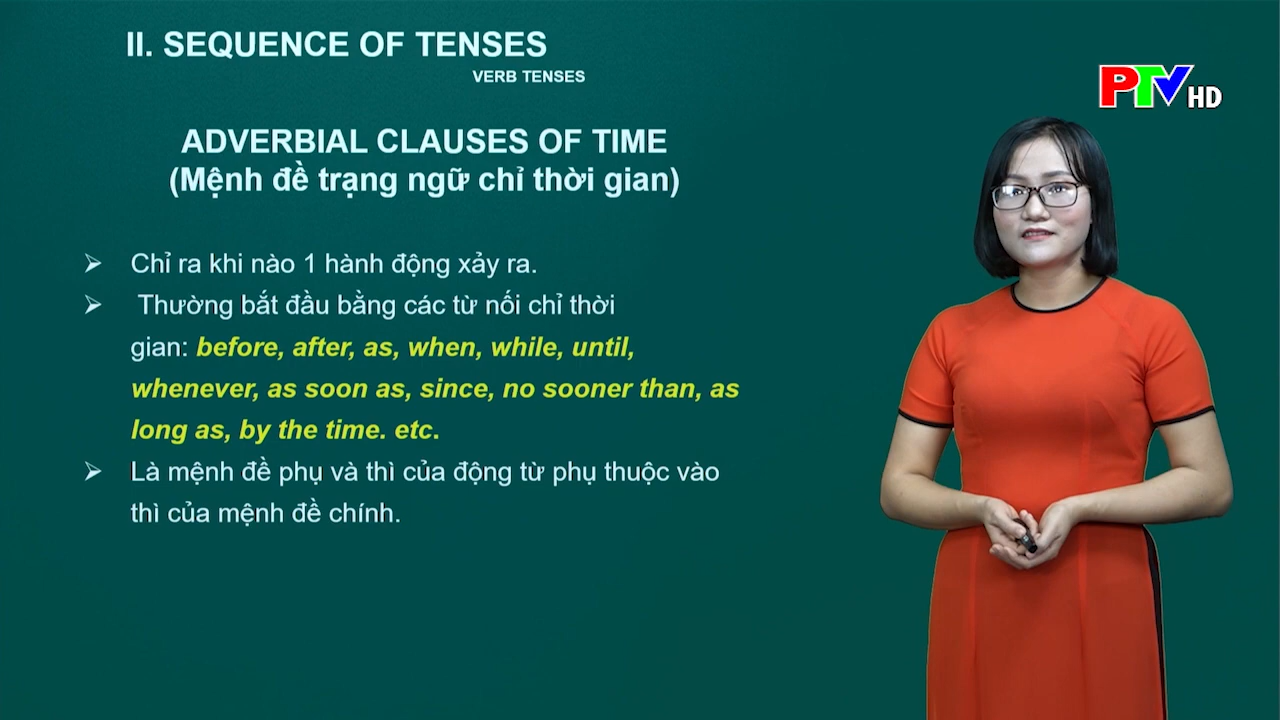 II. SEQUENCE OF TENSES
VERB TENSES
PTV HD
ADVERBIAL CLAUSES OF TIME
(Mệnh đề trạng ngữ chỉ thời gian)
Chỉ ra khi nào 1 hành động xảy ra.
Thường bắt đầu bằng các từ nối chỉ thời
gian: before, after, as, when, while, until,
whenever, as soon as, since, no sooner than, as
long as, by the time. etc.
Là mệnh đề phụ và thì của động từ phụ thuộc vào
thì của mệnh đề chính.